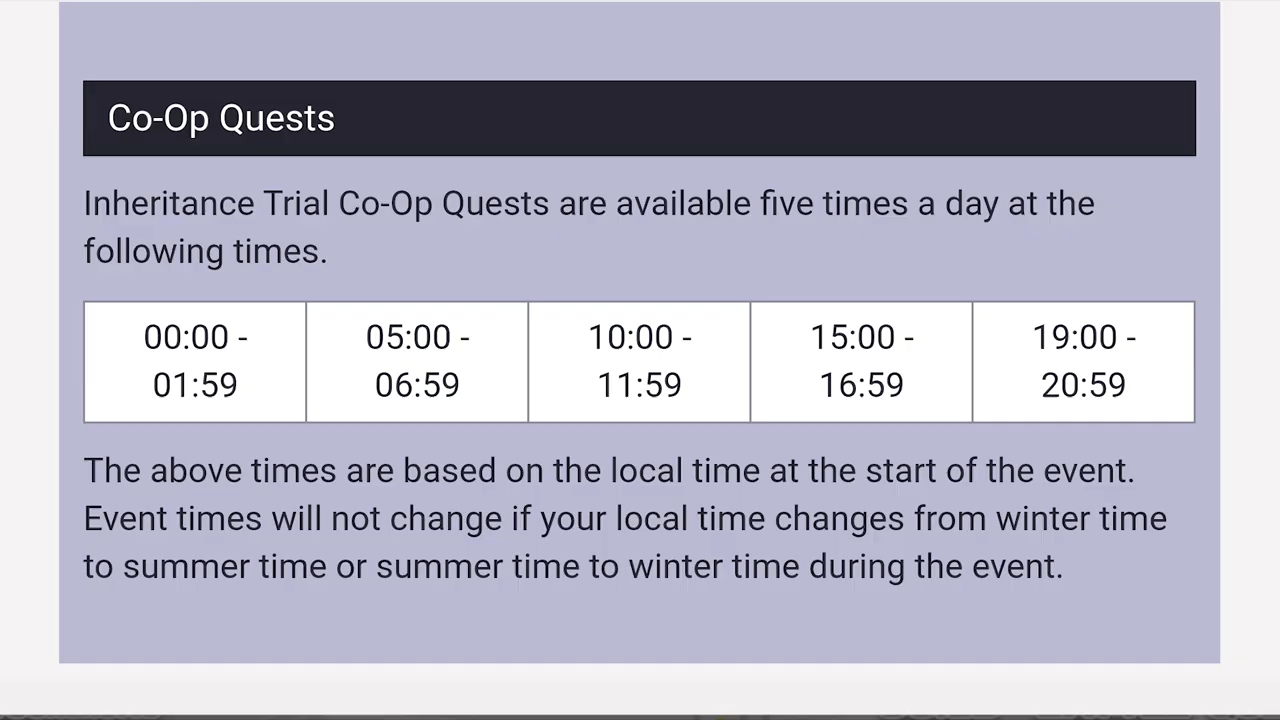 Co-Op Quests
Inheritance Trial Co-Op Quests are available five times a day at the
following times.
00:00 - 01:59
05:00 - 06:59
10:00 - 11:59
15:00 - 16:59
19:00 - 20:59
The above times are based on the local time at the start of the event.
Event times will not change if your local time changes from winter time
to summer time or summer time to winter time during the event.